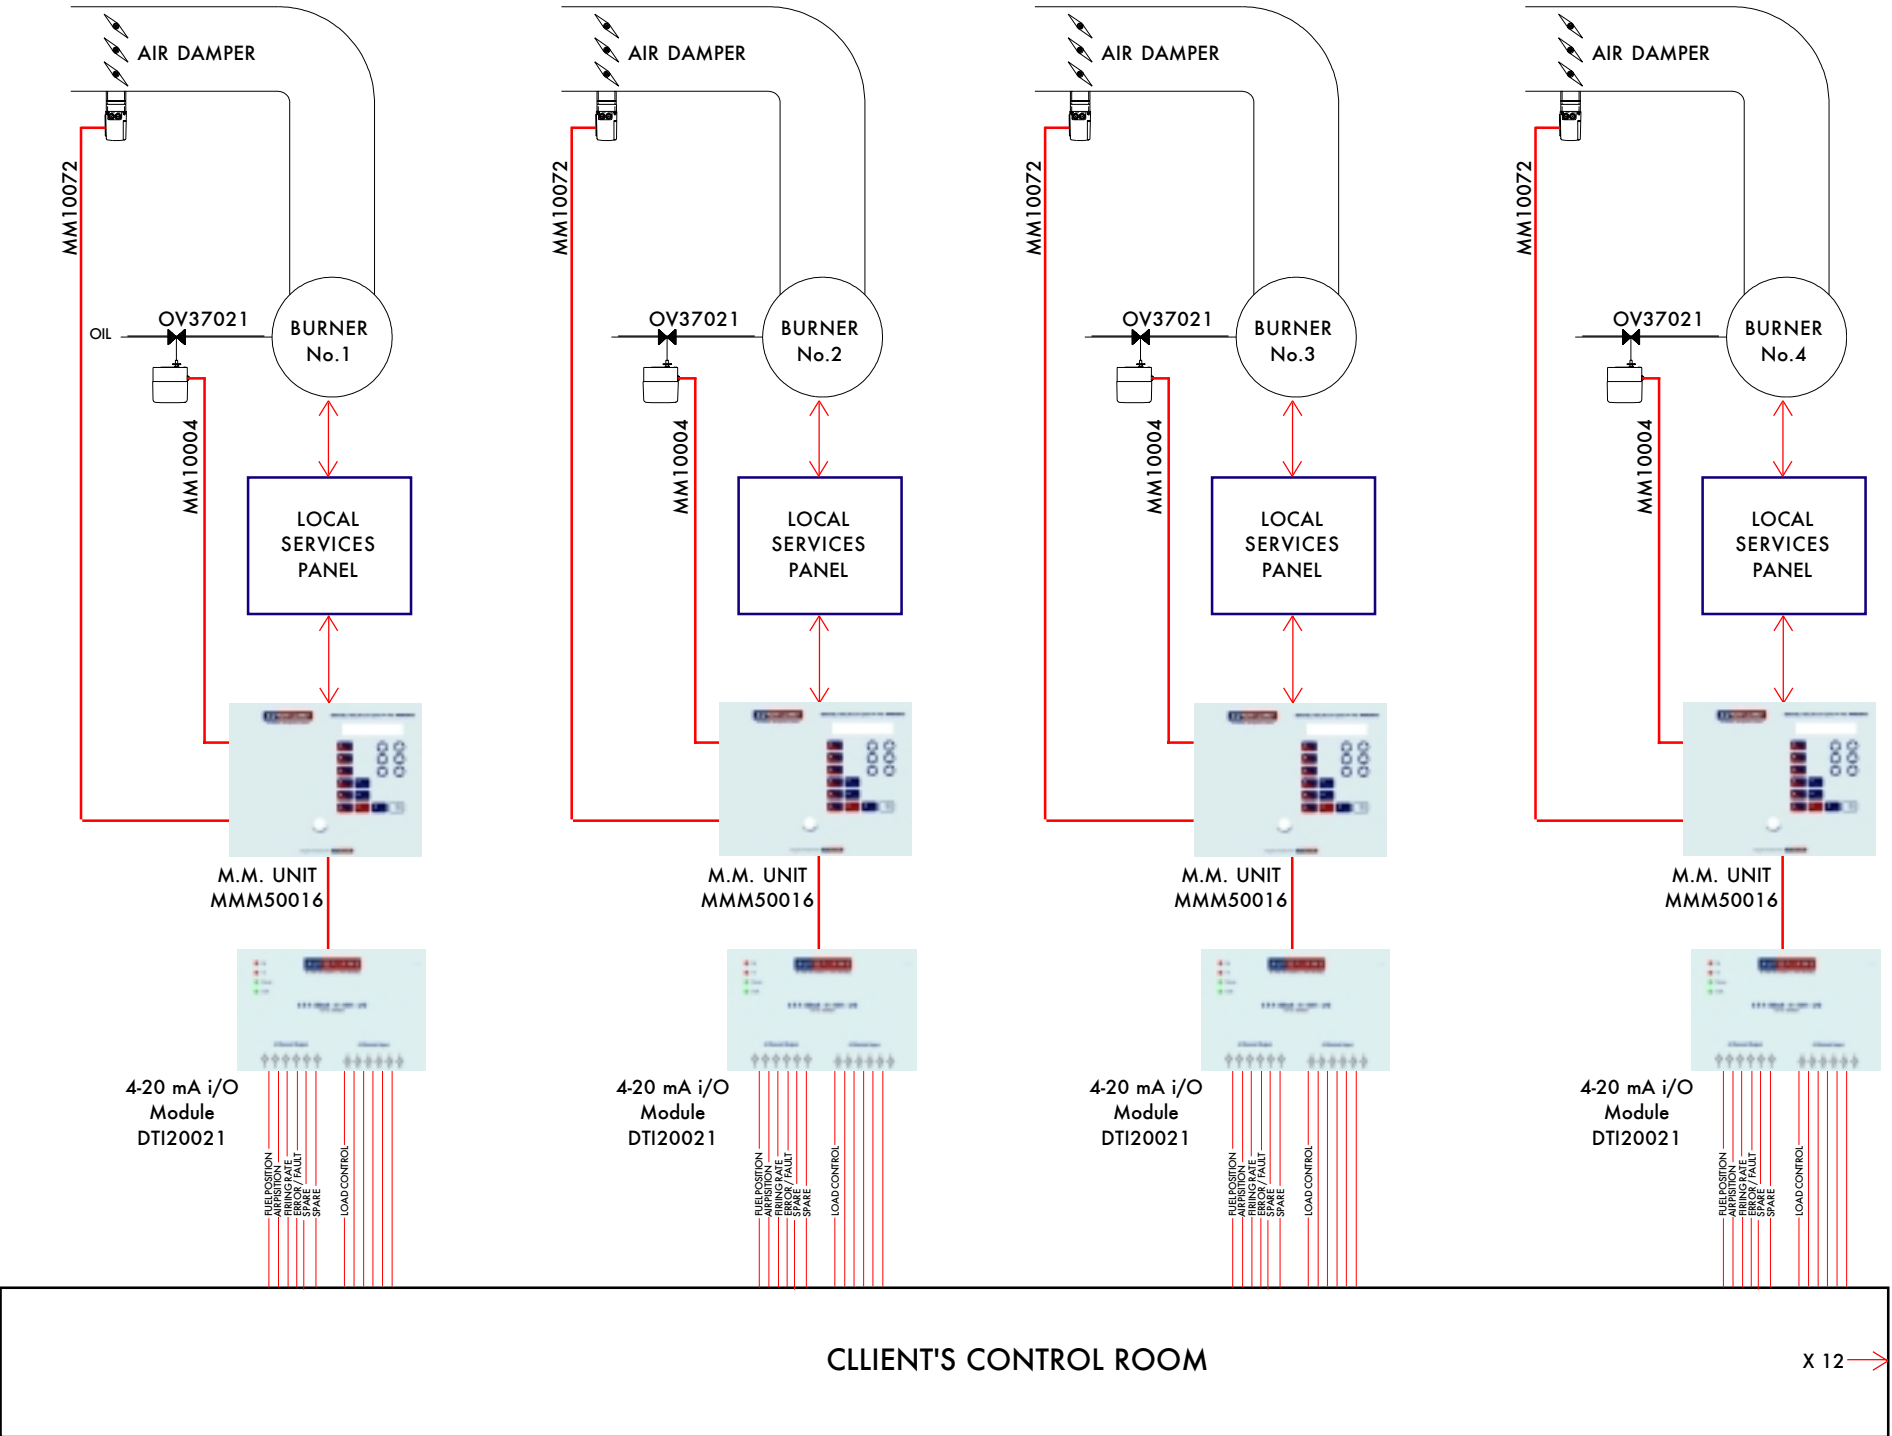 AIR DAMPER
AIR DAMPER
AIR DAMPER
AIR DAMPER
MM10072
MM10072
MM10072
MM10072
OIL
OV37021
BURNER
No.1
OV37021
BURNER
No.2
OV37021
BURNER
No.3
OV37021
BURNER
No.4
MM10004
MM10004
MM10004
MM10004
LOCAL
SERVICES
PANEL
LOCAL
SERVICES
PANEL
LOCAL
SERVICES
PANEL
LOCAL
SERVICES
PANEL
M.M. UNIT
MMM50016
M.M. UNIT
MMM50016
M.M. UNIT
MMM50016
M.M. UNIT
MMM50016
4-20 mA i/O
Module
DTI20021
4-20 mA i/O
Module
DTI20021
4-20 mA i/O
Module
DTI20021
4-20 mA i/O
Module
DTI20021
FUEL POSITION
AIR PISITION
FIRING RATE
ERROR / FAULT
SPARE
SPARE
LOAD CONTROL
FUEL POSITION
AIR PISITION
FIRING RATE
ERROR / FAULT
SPARE
SPARE
LOAD CONTROL
FUEL POSITION
AIR PISITION
FIRING RATE
ERROR / FAULT
SPARE
SPARE
LOAD CONTROL
FUEL POSITION
AIR PISITION
FIRING RATE
ERROR / FAULT
SPARE
SPARE
LOAD CONTROL
CLLIENT'S CONTROL ROOM
X 12